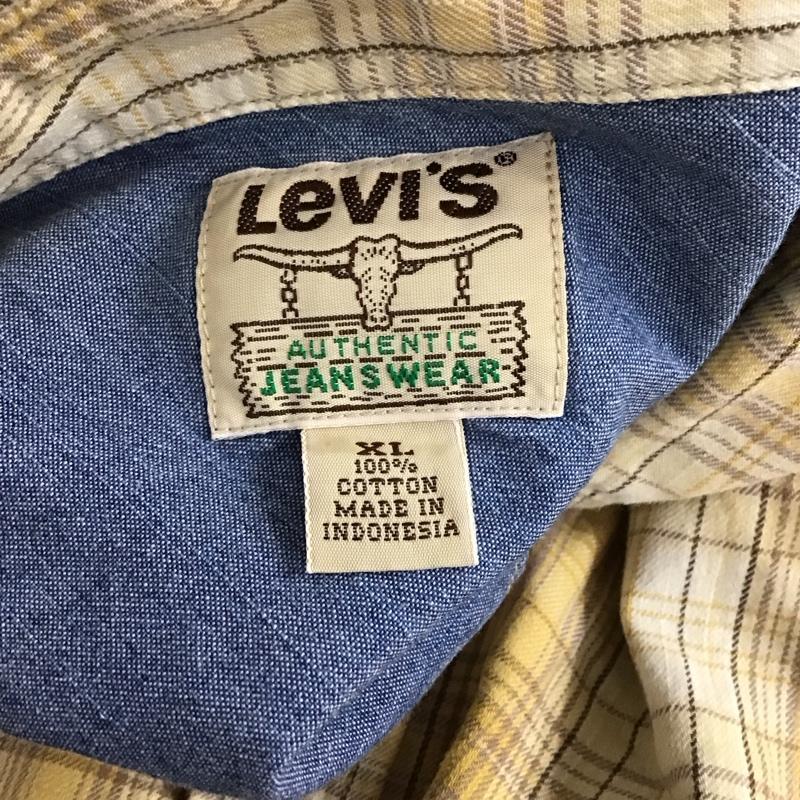 Levi's®
AUTHENTIC
JEANSWEAR
XL
100%
COTTON
MADE IN
INDONESIA